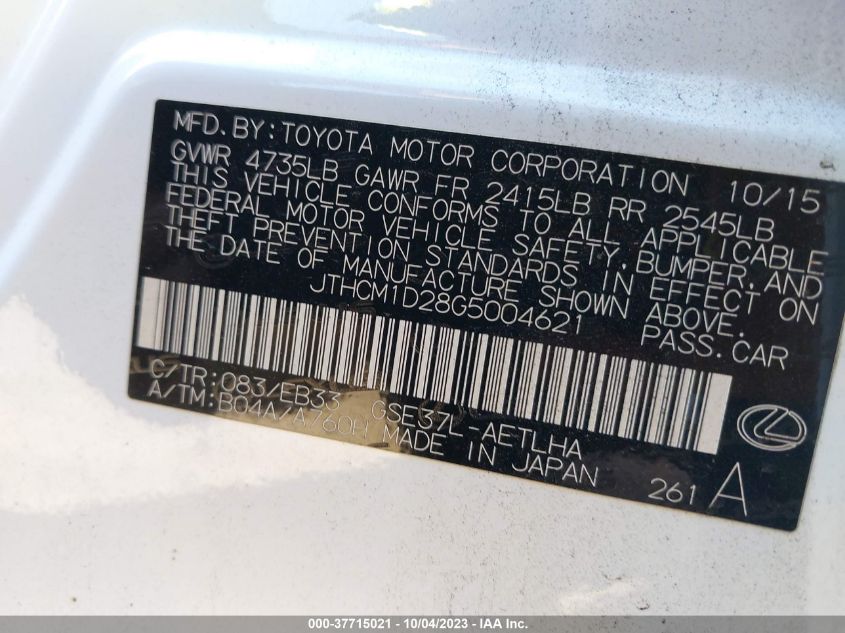 MFD. BY: TOYOTA MOTOR CORPORATION 10/15
GVWR 4735LB GAWR FR 2415LB RR 2545LB
THIS VEHICLE CONFORMS TO ALL APPLICABLE
FEDERAL MOTOR VEHICLE SAFETY, BUMPER, AND
THEFT PREVENTION STANDARDS IN EFFECT ON
THE DATE OF MANUFACTURE SHOWN ABOVE.
JTHCM1D28G5004621 PASS. CAR
C/TR: 083/EB33 GSE37L-AETLHA
A/TM: B04A/A760H MADE IN JAPAN
261 A
000-37715021 - 10/04/2023 - IAA Inc.